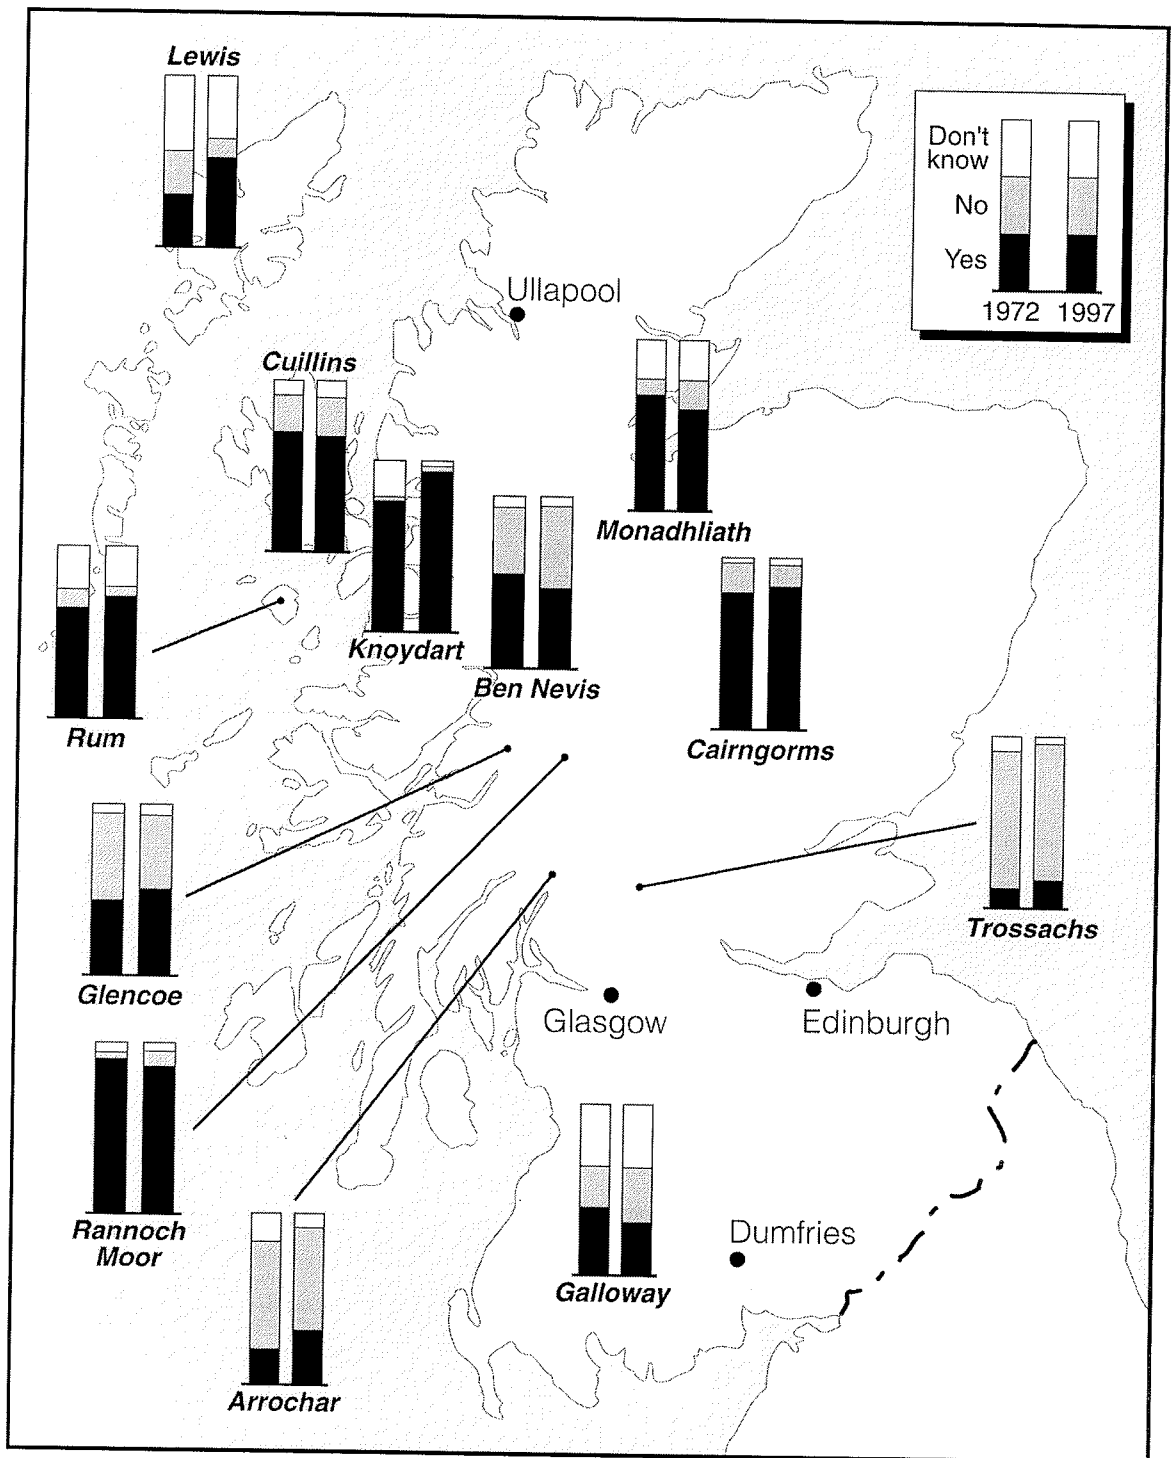 Lewis
Don't
know
No
Yes
1972 1997
Ullapool
Cuillins
Monadhliath
Knoydart
Ben Nevis
Rum
Cairngorms
Trossachs
Glencoe
Glasgow
Edinburgh
Rannoch
Moor
Dumfries
Galloway
Arrochar